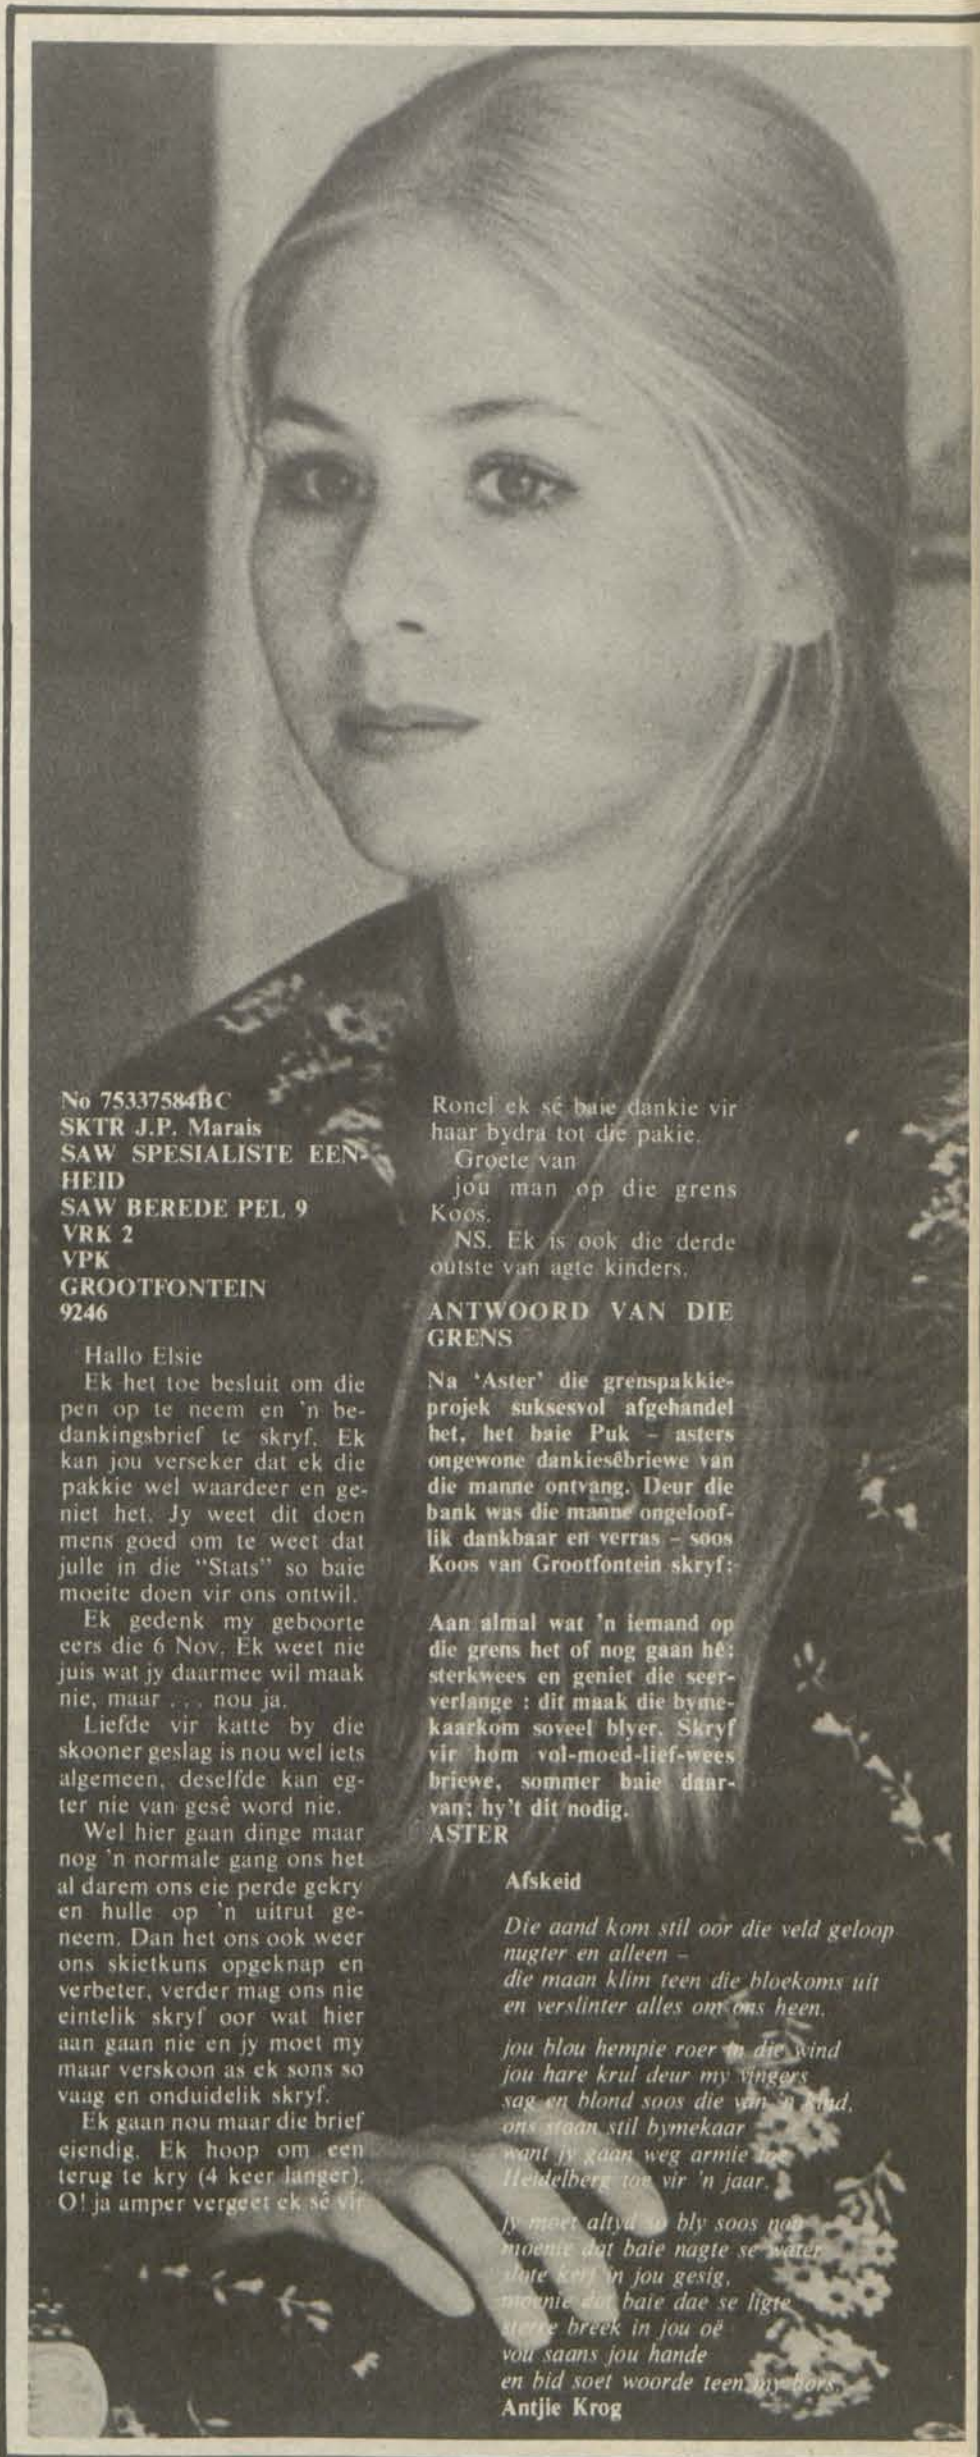 No 75337584BC
SKTR J.P. Marais
SAW SPESIALISTE EEN-
HEID
SAW BEREDE PEL 9
VRK 2
VPK
GROOTFONTEIN
9246
Hallo Elsie
Ek het toe besluit om die
pen op te neem en 'n be-
dankingsbrief te skryf. Ek
kan jou verseker dat ek die
pakkie wel waardeer en ge-
niet het. Jy weet dit doen
mens goed om te weet dat
julle in die "Stats" so baie
moeite doen vir ons ontwil.
Ek gedenk my geboorte
eers die 6 Nov. Ek weet nie
juis wat jy daarmee wil maak
nie, maar . . . nou ja.
Liefde vir katte by die
skooner geslag is nou wel iets
algemeen, deselfde kan eg-
ter nie van gesê word nie.
Wel hier gaan dinge maar
nog 'n normale gang ons het
al darem ons eie perde gekry
en hulle op 'n uitrut ge-
neem. Dan het ons ook weer
ons skietkuns opgeknap en
verbeter, verder mag ons nie
eintelik skryf oor wat hier
aan gaan nie en jy moet my
maar verskoon as ek sons so
vaag en onduidelik skryf.
Ek gaan nou maar die brief
eiendig. Ek hoop om een
terug te kry (4 keer langer).
O! ja amper vergeet ek sê vir
Ronel ek sê baie dankie vir
haar bydra tot die pakie.
Groete van
jou man op die grens
Koos.
NS. Ek is ook die derde
outste van agte kinders.
ANTWOORD VAN DIE
GRENS
Na 'Aster' die grenspakkie-
projek suksesvol afgehandel
het, het baie Puk – asters
ongewone dankiesêbriewe van
die manne ontvang. Deur die
bank was die manne ongeloof-
lik dankbaar en verras – soos
Koos van Grootfontein skryf:
Aan almal wat 'n iemand op
die grens het of nog gaan hê:
sterkwees en geniet die seer-
verlange : dit maak die byme-
kaarkom soveel blyer. Skryf
vir hom vol-moed-lief-wees
briewe, sommer baie daar-
van; hy't dit nodig.
ASTER
Afskeid
Die aand kom stil oor die veld geloop
nugter en alleen –
die maan klim teen die bloekoms uit
en verslinter alles om ons heen.
jou blou hempie roer in die wind
jou hare krul deur my vingers
sag en blond soos die van 'n kind,
ons staan stil bymekaar
want jy gaan weg armie toe
Heidelberg toe vir 'n jaar.
jy moet altyd so bly soos nou
moenie dat baie nagte se water
slote kerf in jou gesig,
moenie dat baie dae se ligte
sterre breek in jou oë
vou saans jou hande
en bid soet woorde teen my bors.
Antjie Krog